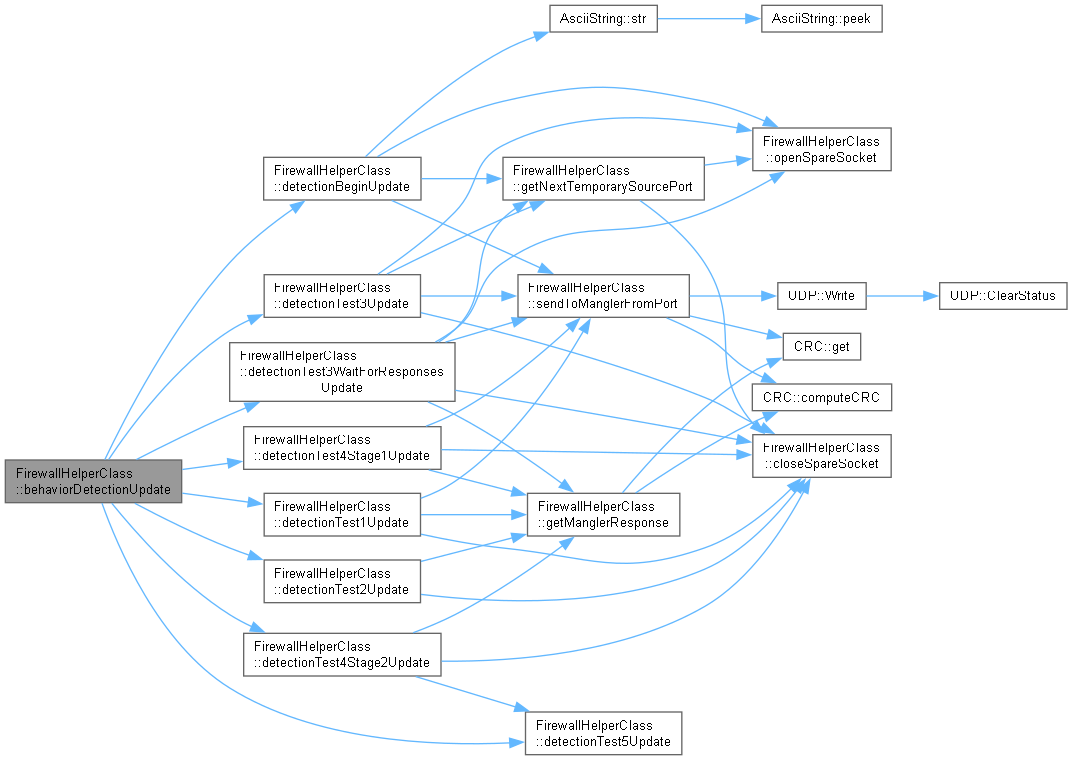 AsciiString::str
AsciiString::peek
FirewallHelperClass
::openSpareSocket
FirewallHelperClass
::detectionBeginUpdate
FirewallHelperClass
::getNextTemporarySourcePort
FirewallHelperClass
::detectionTest3Update
FirewallHelperClass
::sendToManglerFromPort
UDP::Write
UDP::ClearStatus
CRC::get
FirewallHelperClass
::detectionTest3WaitForResponses
Update
CRC::computeCRC
FirewallHelperClass
::detectionTest4Stage1Update
FirewallHelperClass
::closeSpareSocket
FirewallHelperClass
::behaviorDetectionUpdate
FirewallHelperClass
::detectionTest1Update
FirewallHelperClass
::getManglerResponse
FirewallHelperClass
::detectionTest2Update
FirewallHelperClass
::detectionTest4Stage2Update
FirewallHelperClass
::detectionTest5Update